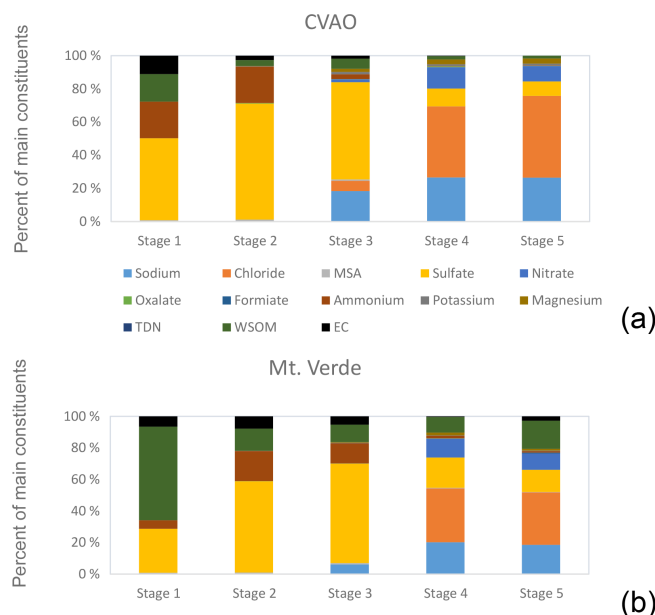 CVAO
Percent of main constituents
100 %
80 %
60 %
40 %
20 %
0 %
Stage 1 Stage 2 Stage 3 Stage 4 Stage 5
Sodium Chloride MSA Sulfate Nitrate
Oxalate Formiate Ammonium Potassium Magnesium
TDN WSOM EC
(a)
Mt. Verde
Percent of main constituents
100 %
80 %
60 %
40 %
20 %
0 %
Stage 1 Stage 2 Stage 3 Stage 4 Stage 5
(b)